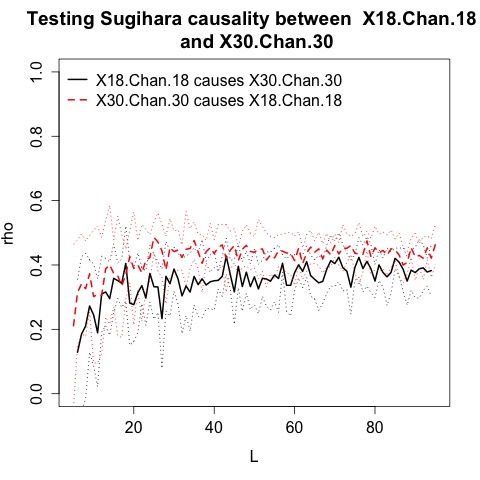 Testing Sugihara causality between X18.Chan.18
and X30.Chan.30
X18.Chan.18 causes X30.Chan.30
X30.Chan.30 causes X18.Chan.18
rho
1.0
0.8
0.6
0.4
0.2
0.0
20 40 60 80
L